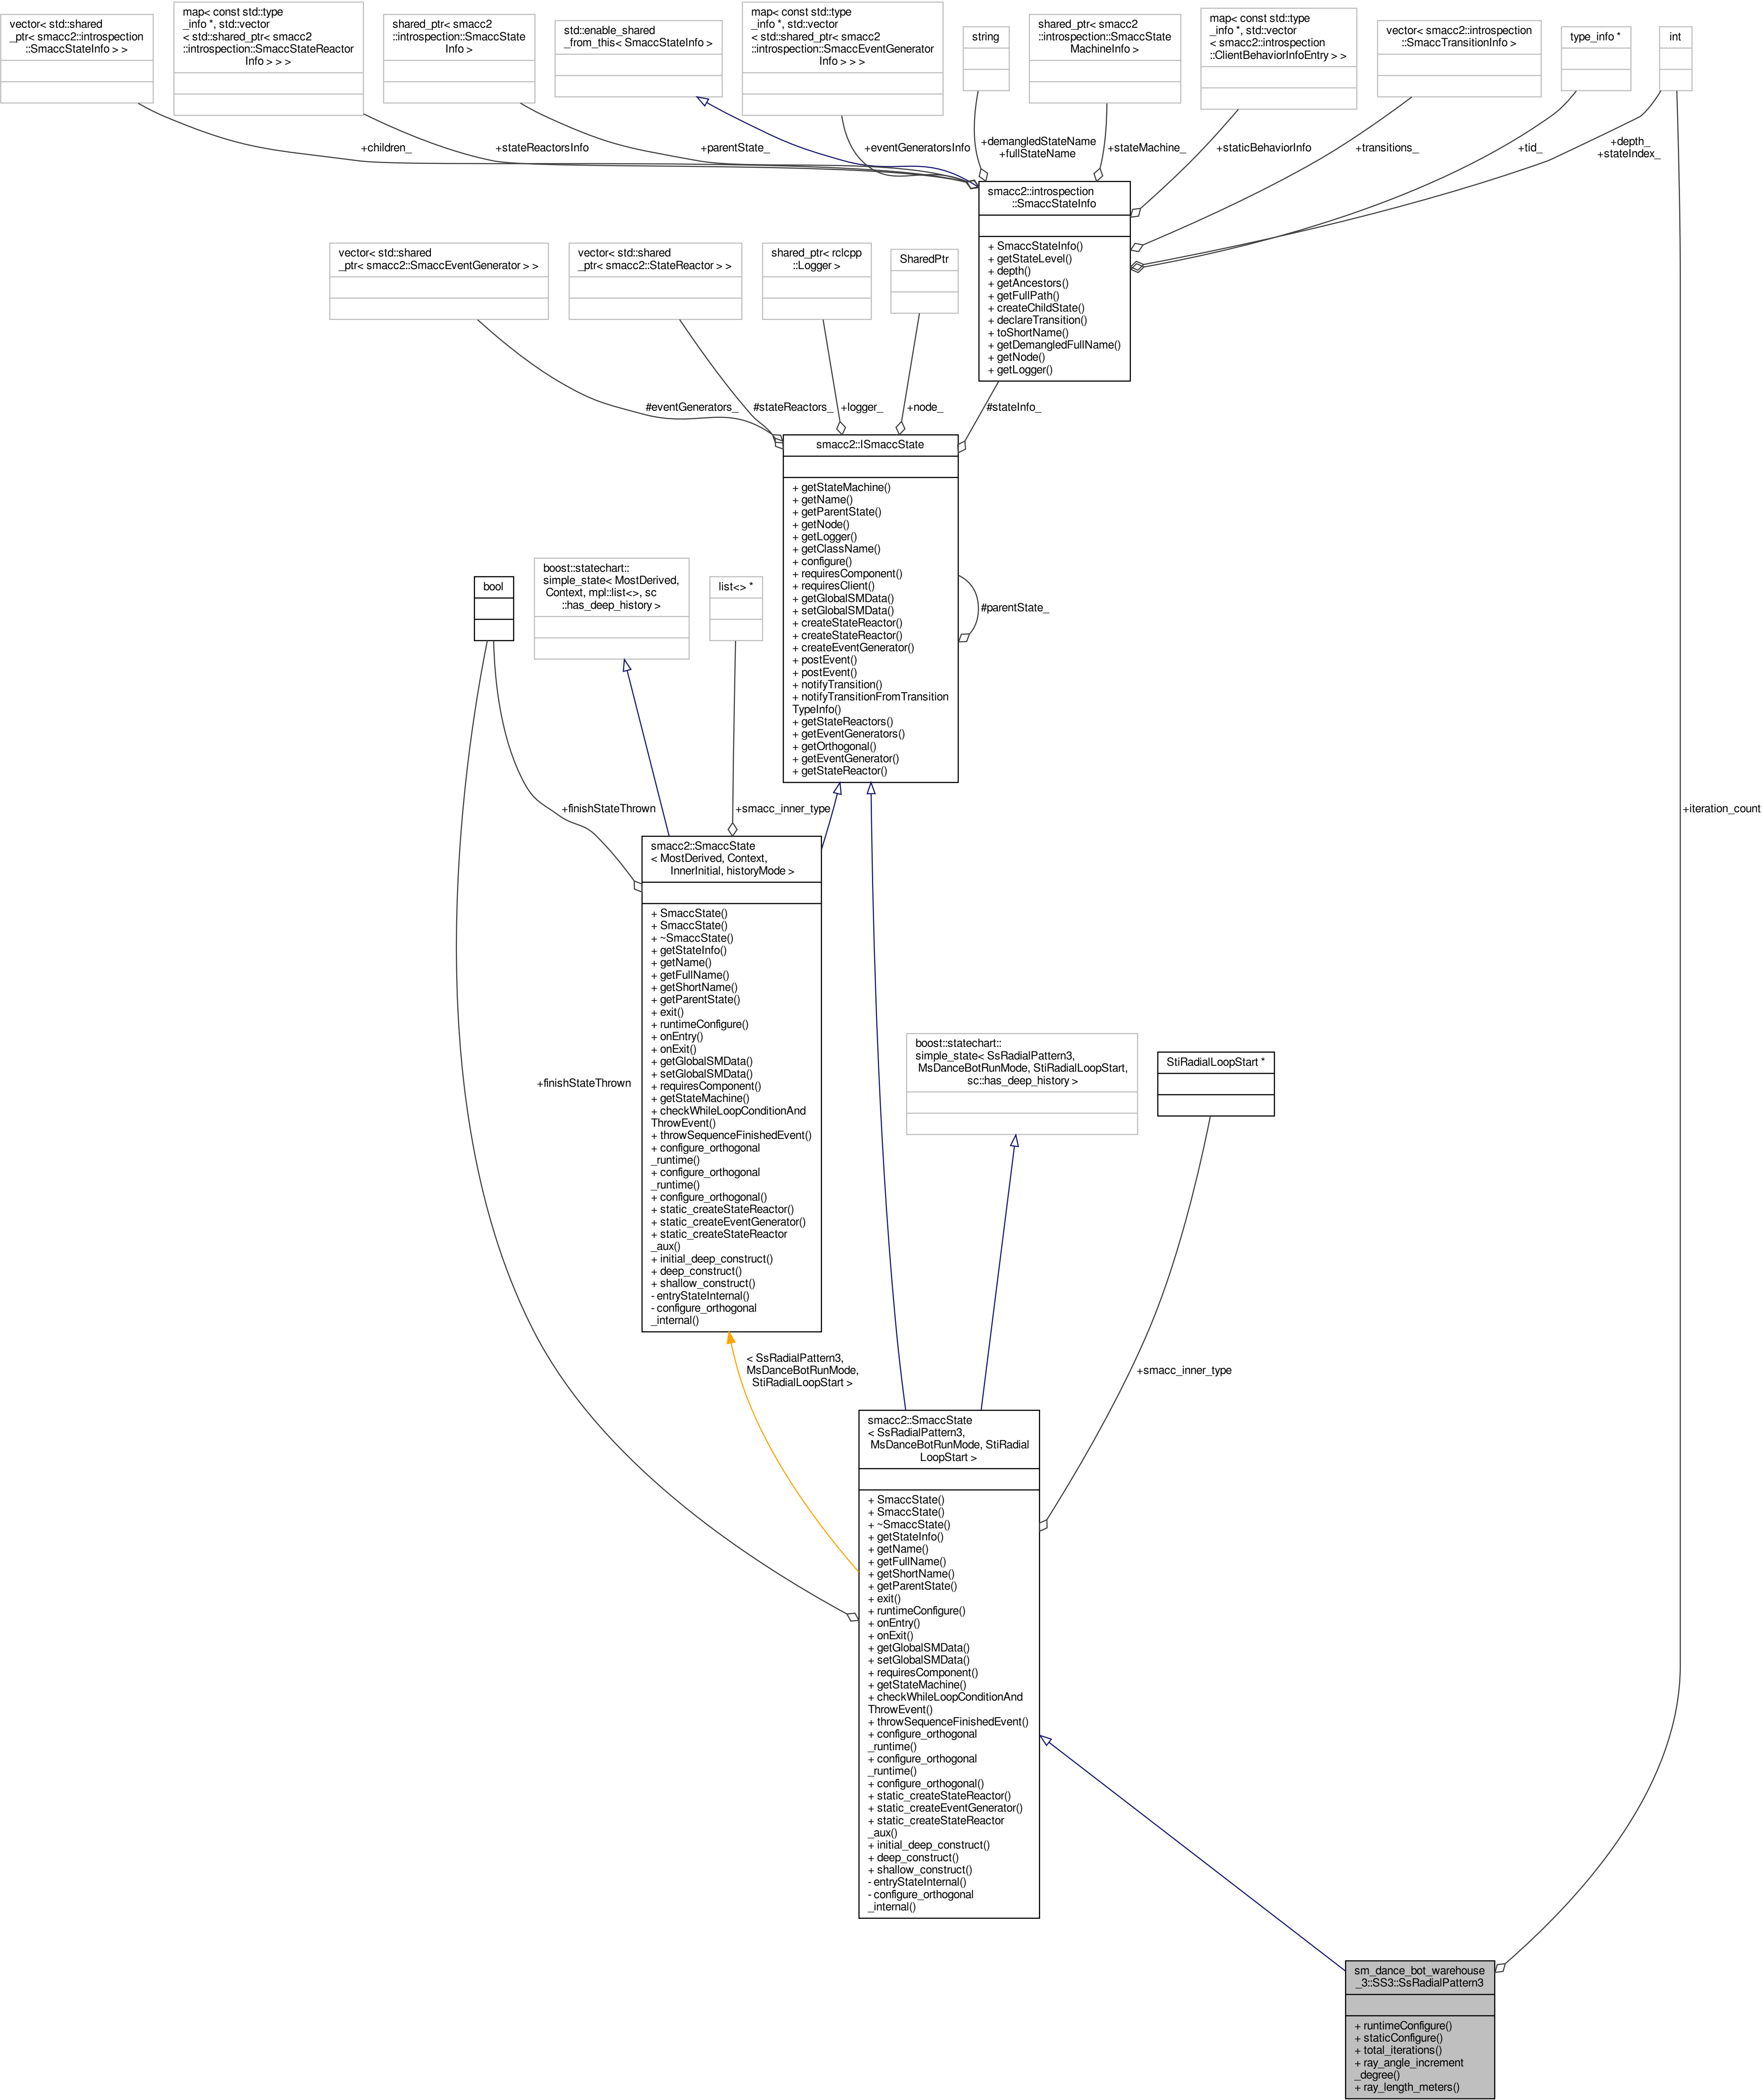 vector< std::shared
_ptr< smacc2::introspection
::SmaccStateInfo > >
map< const std::type
_info *, std::vector
< std::shared_ptr< smacc2
::introspection::SmaccStateReactor
Info > > >
shared_ptr< smacc2
::introspection::SmaccState
Info >
std::enable_shared
_from_this< SmaccStateInfo >
map< const std::type
_info *, std::vector
< std::shared_ptr< smacc2
::introspection::SmaccEventGenerator
Info > > >
string
shared_ptr< smacc2
::introspection::SmaccState
MachineInfo >
map< const std::type
_info *, std::vector
< smacc2::introspection
::ClientBehaviorInfoEntry > >
vector< smacc2::introspection
::SmaccTransitionInfo >
type_info *
int
+children_
+stateReactorsInfo
+parentState_
+eventGeneratorsInfo
+demangledStateName
+fullStateName
+stateMachine_
+staticBehaviorInfo
+transitions_
+tid_
+depth_
+stateIndex_
smacc2::introspection
::SmaccStateInfo
+ SmaccStateInfo()
+ getStateLevel()
+ depth()
+ getAncestors()
+ getFullPath()
+ createChildState()
+ declareTransition()
+ toShortName()
+ getDemangledFullName()
+ getNode()
+ getLogger()
vector< std::shared
_ptr< smacc2::SmaccEventGenerator > >
vector< std::shared
_ptr< smacc2::StateReactor > >
shared_ptr< rclcpp
::Logger >
SharedPtr
#eventGenerators_
#stateReactors_
+logger_
+node_
#stateInfo_
smacc2::ISmaccState
+ getStateMachine()
+ getName()
+ getParentState()
+ getNode()
+ getLogger()
+ getClassName()
+ configure()
+ requiresComponent()
+ requiresClient()
+ getGlobalSMData()
+ setGlobalSMData()
+ createStateReactor()
+ createStateReactor()
+ createEventGenerator()
+ postEvent()
+ postEvent()
+ notifyTransition()
+ notifyTransitionFromTransition
TypeInfo()
+ getStateReactors()
+ getEventGenerators()
+ getOrthogonal()
+ getEventGenerator()
+ getStateReactor()
#parentState_
bool
boost::statechart::
simple_state< MostDerived,
Context, mpl::list<>, sc
::has_deep_history >
list<> *
+finishStateThrown
+smacc_inner_type
+iteration_count
smacc2::SmaccState
< MostDerived, Context,
InnerInitial, historyMode >
+ SmaccState()
+ SmaccState()
+ ~SmaccState()
+ getStateInfo()
+ getName()
+ getFullName()
+ getShortName()
+ getParentState()
+ exit()
+ runtimeConfigure()
+ onEntry()
+ onExit()
+ getGlobalSMData()
+ setGlobalSMData()
+ requiresComponent()
+ getStateMachine()
+ checkWhileLoopConditionAnd
ThrowEvent()
+ throwSequenceFinishedEvent()
+ configure_orthogonal
_runtime()
+ configure_orthogonal
_runtime()
+ configure_orthogonal()
+ static_createStateReactor()
+ static_createEventGenerator()
+ static_createStateReactor
_aux()
+ initial_deep_construct()
+ deep_construct()
+ shallow_construct()
- entryStateInternal()
- configure_orthogonal
_internal()
+finishStateThrown
boost::statechart::
simple_state< SsRadialPattern3,
MsDanceBotRunMode, StiRadialLoopStart,
sc::has_deep_history >
StiRadialLoopStart *
< SsRadialPattern3,
MsDanceBotRunMode,
StiRadialLoopStart >
+smacc_inner_type
smacc2::SmaccState
< SsRadialPattern3,
MsDanceBotRunMode, StiRadial
LoopStart >
+ SmaccState()
+ SmaccState()
+ ~SmaccState()
+ getStateInfo()
+ getName()
+ getFullName()
+ getShortName()
+ getParentState()
+ exit()
+ runtimeConfigure()
+ onEntry()
+ onExit()
+ getGlobalSMData()
+ setGlobalSMData()
+ requiresComponent()
+ getStateMachine()
+ checkWhileLoopConditionAnd
ThrowEvent()
+ throwSequenceFinishedEvent()
+ configure_orthogonal
_runtime()
+ configure_orthogonal
_runtime()
+ configure_orthogonal()
+ static_createStateReactor()
+ static_createEventGenerator()
+ static_createStateReactor
_aux()
+ initial_deep_construct()
+ deep_construct()
+ shallow_construct()
- entryStateInternal()
- configure_orthogonal
_internal()
sm_dance_bot_warehouse
_3::SS3::SsRadialPattern3
+ runtimeConfigure()
+ staticConfigure()
+ total_iterations()
+ ray_angle_increment
_degree()
+ ray_length_meters()